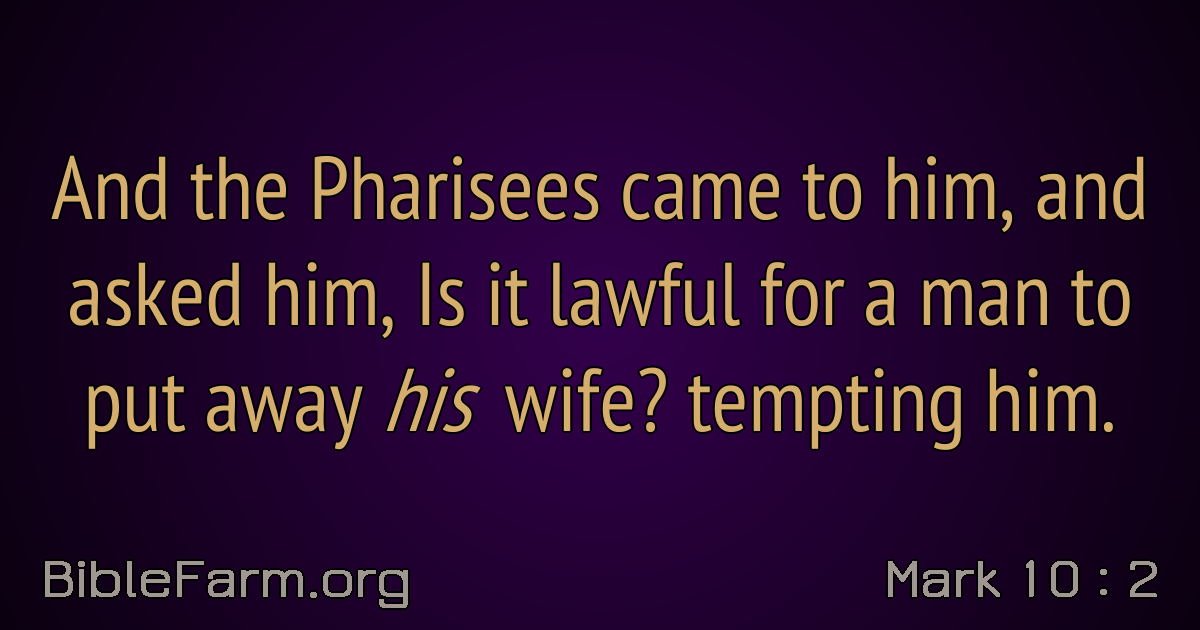 And the Pharisees came to him, and
asked him, Is it lawful for a man to
put away his wife? tempting him.
BibleFarm.org
Mark 10 : 2